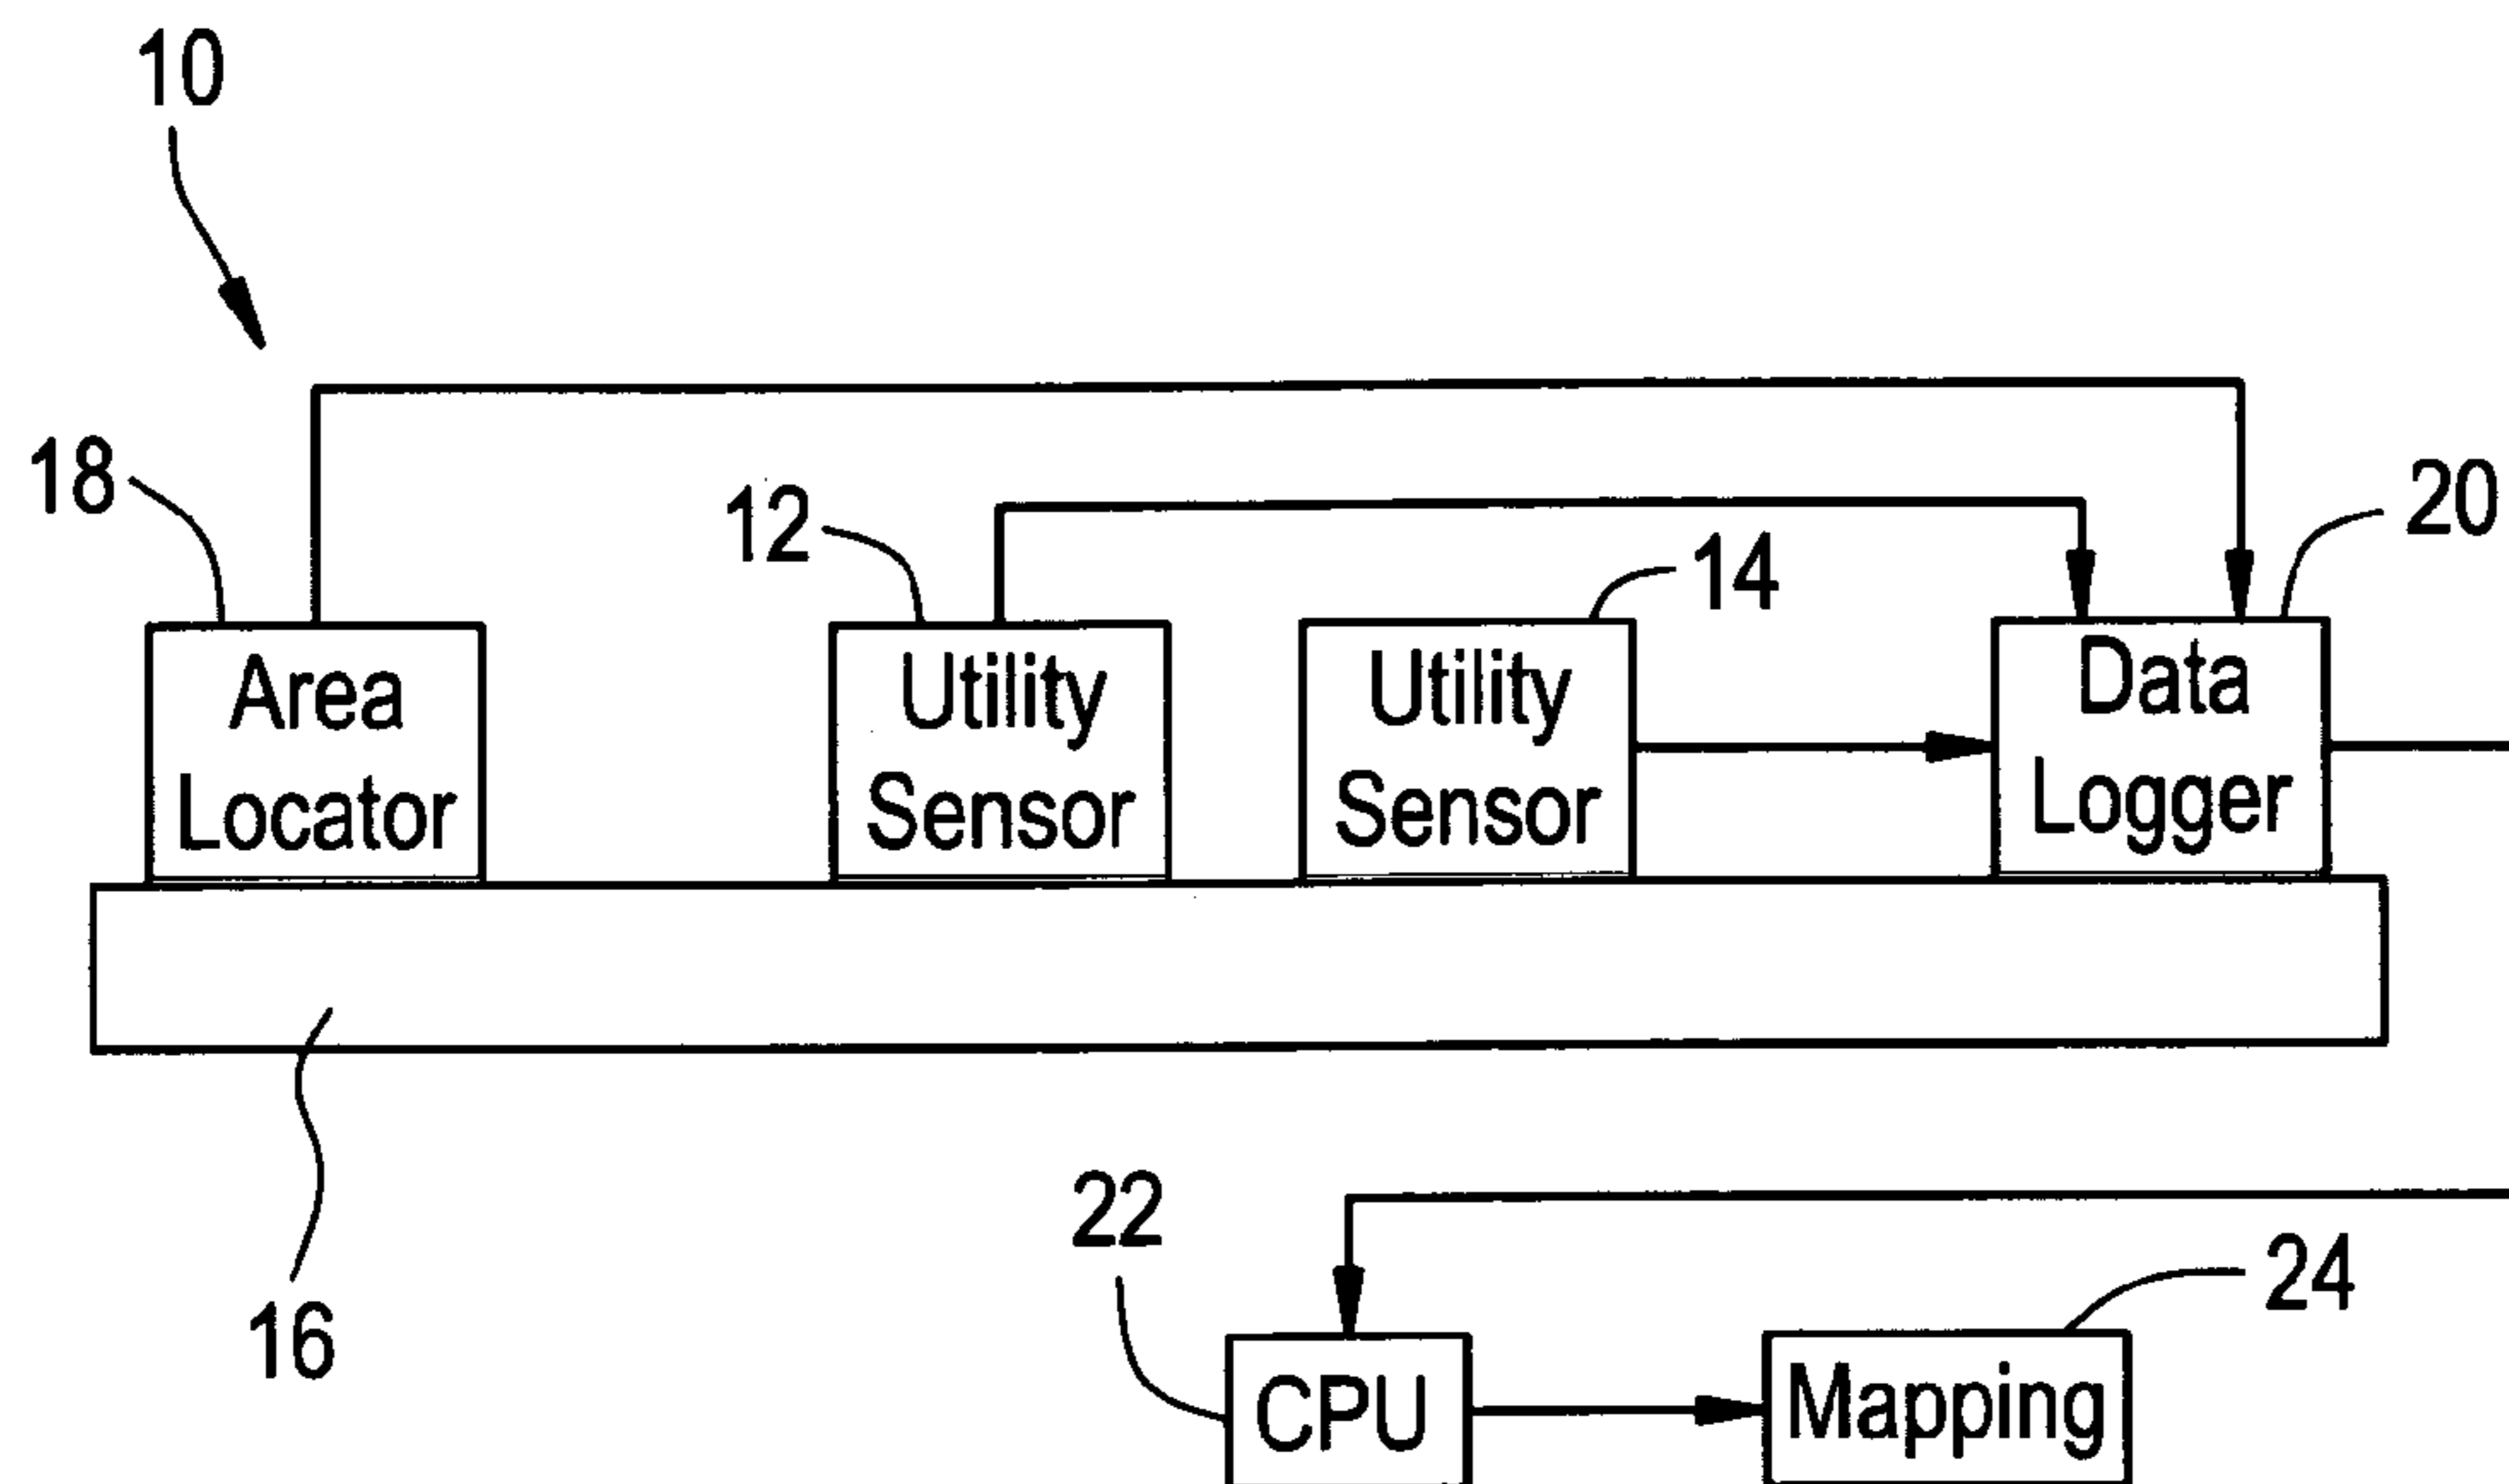 10
18
12
14
20
Area
Locator
Utility
Sensor
Utility
Sensor
Data
Logger
16
22
24
CPU
Mapping